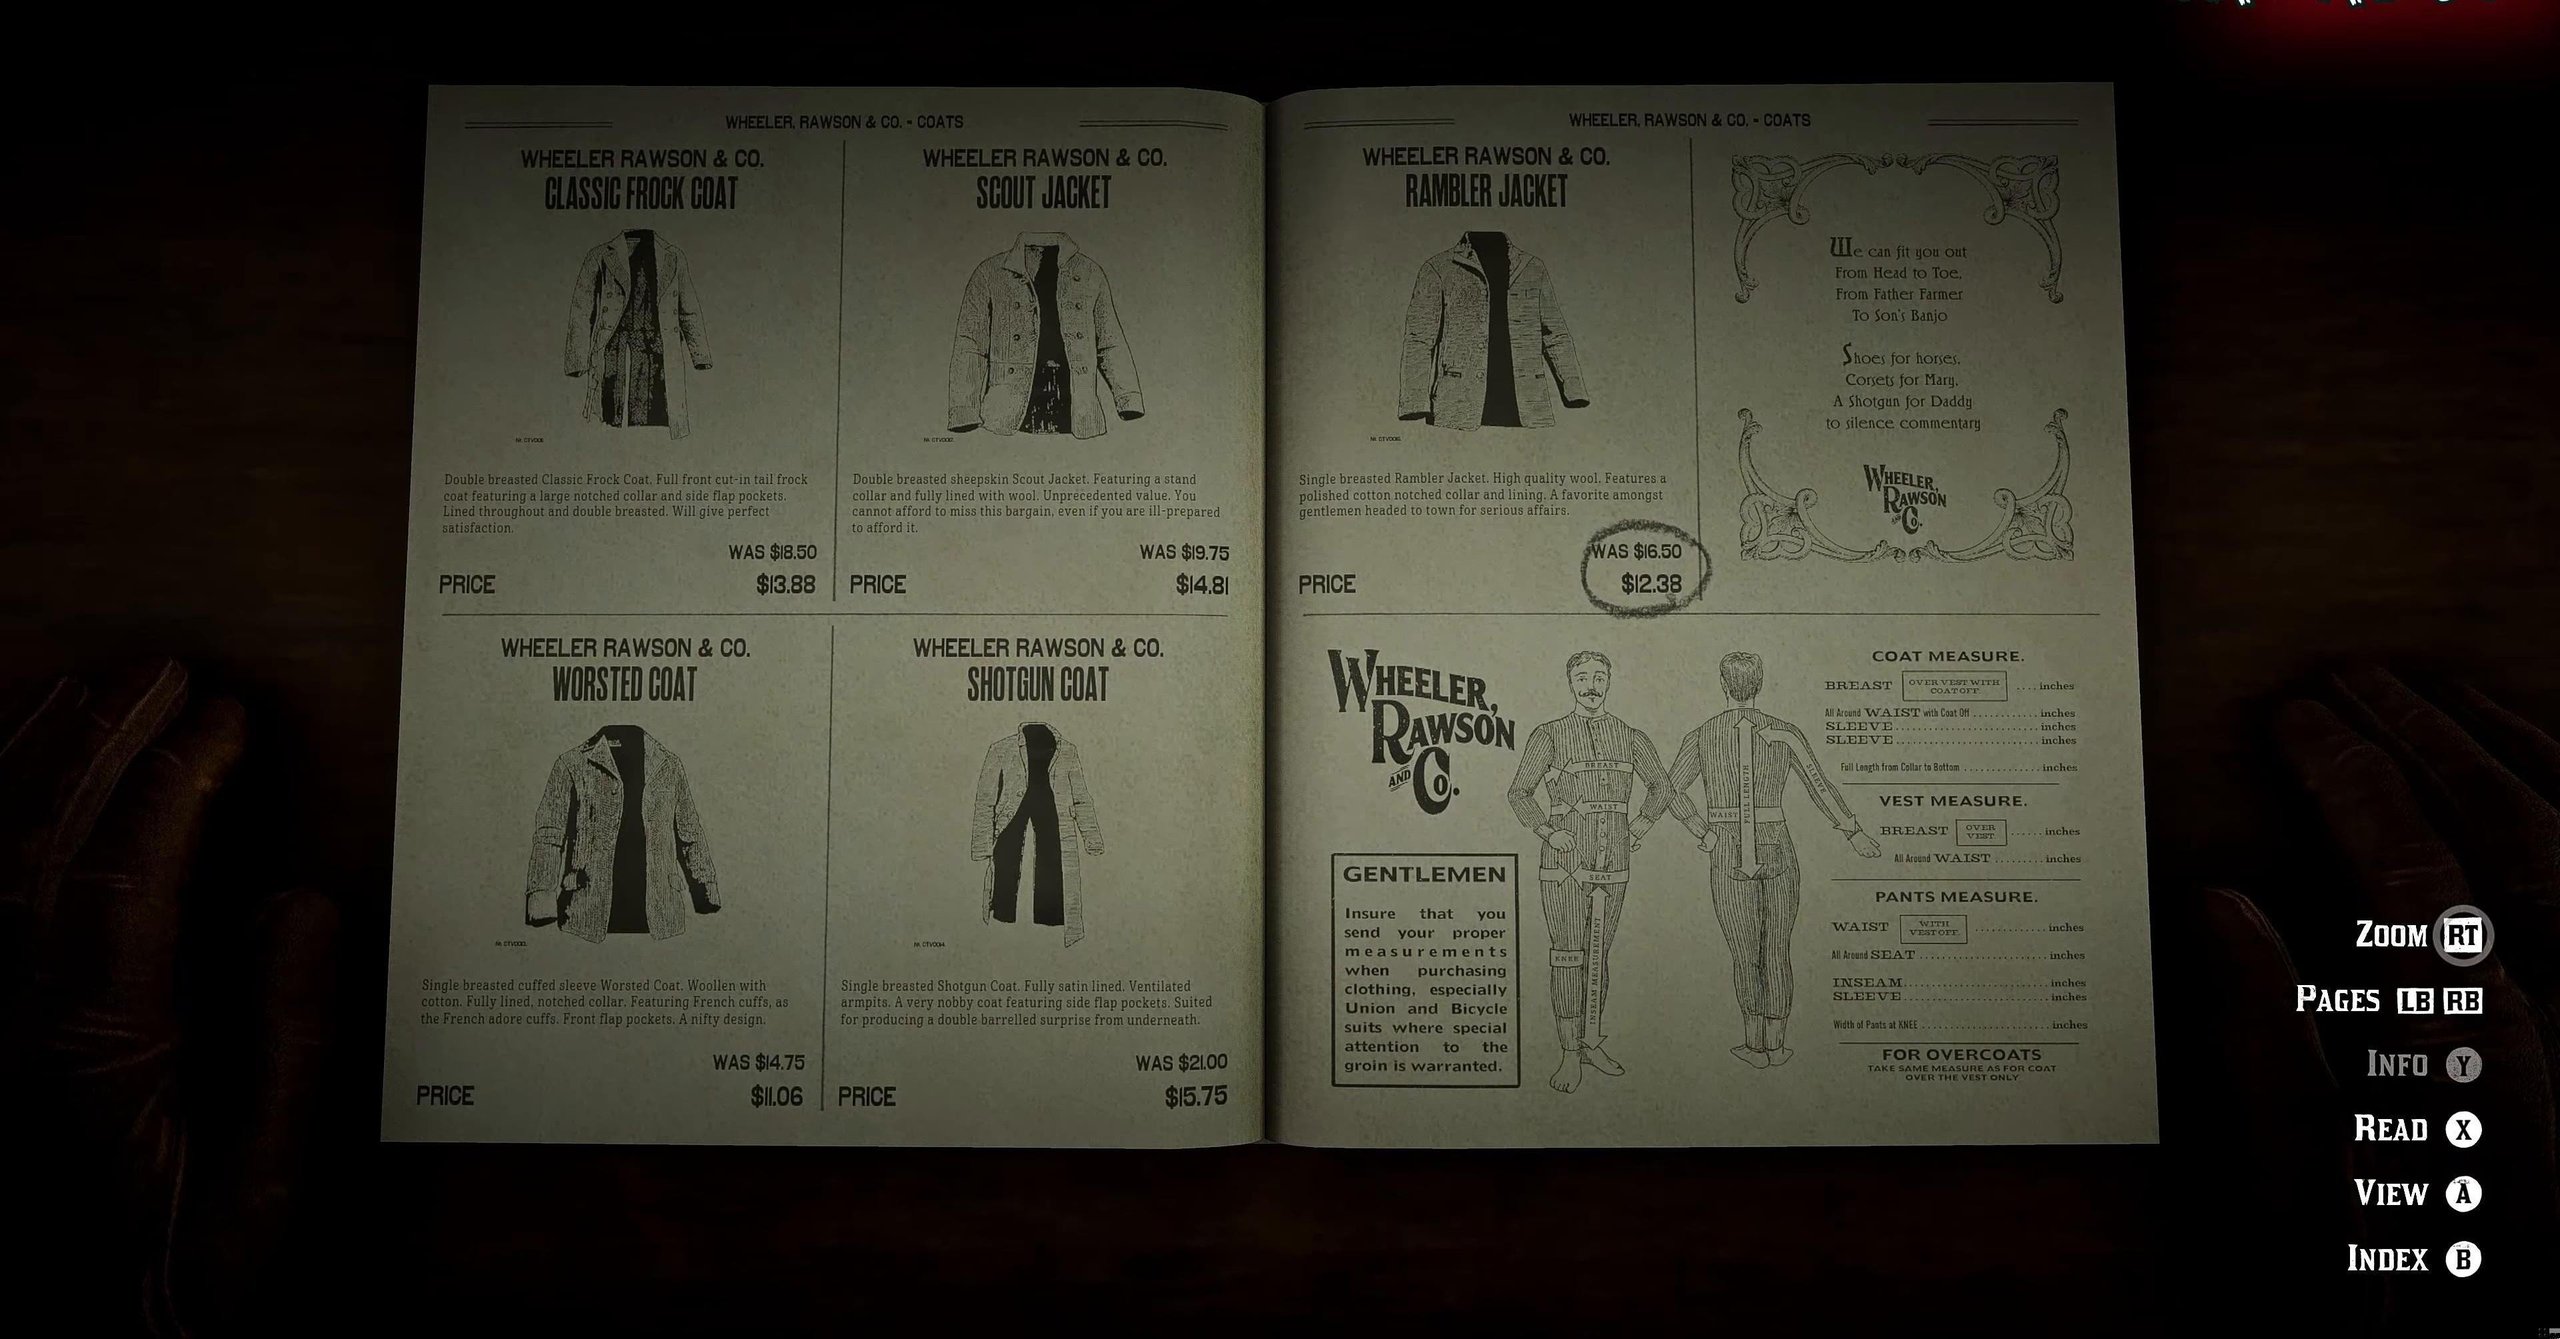 WHEELER, RAWSON & CO. - COATS
WHEELER RAWSON & CO.
CLASSIC FROCK COAT
Double breasted Classic Frock Coat. Full front cut-in tail frock
coat featuring a large notched collar and side flap pockets.
Lined throughout and double breasted. Will give perfect
satisfaction.
WAS $18.50
PRICE $13.88
WHEELER RAWSON & CO.
SCOUT JACKET
Double breasted sheepskin Scout Jacket. Featuring a stand
collar and fully lined with wool. Unprecedented value. You
cannot afford to miss this bargain, even if you are ill-prepared
to afford it.
WAS $19.75
PRICE $14.81
WHEELER RAWSON & CO.
WORSTED COAT
Single breasted cuffed sleeve Worsted Coat. Woollen with
cotton. Fully lined, notched collar. Featuring French cuffs, as
the French adore cuffs. Front flap pockets. A nifty design.
WAS $14.75
PRICE $11.06
WHEELER RAWSON & CO.
SHOTGUN COAT
Single breasted Shotgun Coat. Fully satin lined. Ventilated
armpits. A very nobby coat featuring side flap pockets. Suited
for producing a double barrelled surprise from underneath.
WAS $21.00
PRICE $15.75
WHEELER, RAWSON & CO. - COATS
WHEELER RAWSON & CO.
RAMBLER JACKET
Single breasted Rambler Jacket. High quality wool. Features a
polished cotton notched collar and lining. A favorite amongst
gentlemen headed to town for serious affairs.
WAS $16.50
PRICE $12.38
We can fit you out
From Head to Toe,
From Father Farmer
To Son's Banjo
Shoes for horses,
Corsets for Mary,
A Shotgun for Daddy
to silence commentary
WHEELER,
RAWSON
AND
CO.
WHEELER,
RAWSON
AND CO.
GENTLEMEN
Insure that you
send your proper
measurements
when purchasing
clothing, especially
Union and Bicycle
suits where special
attention to the
groin is warranted.
BREAST
WAIST
SEAT
KNEE
INSEAM MEASUREMENT
WAIST
FULL LENGTH
SLEEVE
COAT MEASURE.
BREAST OVER VEST WITH COAT OFF .... inches
All Around WAIST with Coat Off ............ inches
SLEEVE ............ inches
SLEEVE ............ inches
Full Length from Collar to Bottom ............ inches
VEST MEASURE.
BREAST OVER VEST ...... inches
All Around WAIST ......... inches
PANTS MEASURE.
WAIST WITH VEST OFF ............ inches
All Around SEAT ............ inches
INSEAM ............ inches
SLEEVE ............ inches
Width of Pants at KNEE ............ inches
FOR OVERCOATS
TAKE SAME MEASURE AS FOR COAT
OVER THE VEST ONLY
ZOOM RT
PAGES LB RB
INFO Y
READ X
VIEW A
INDEX B